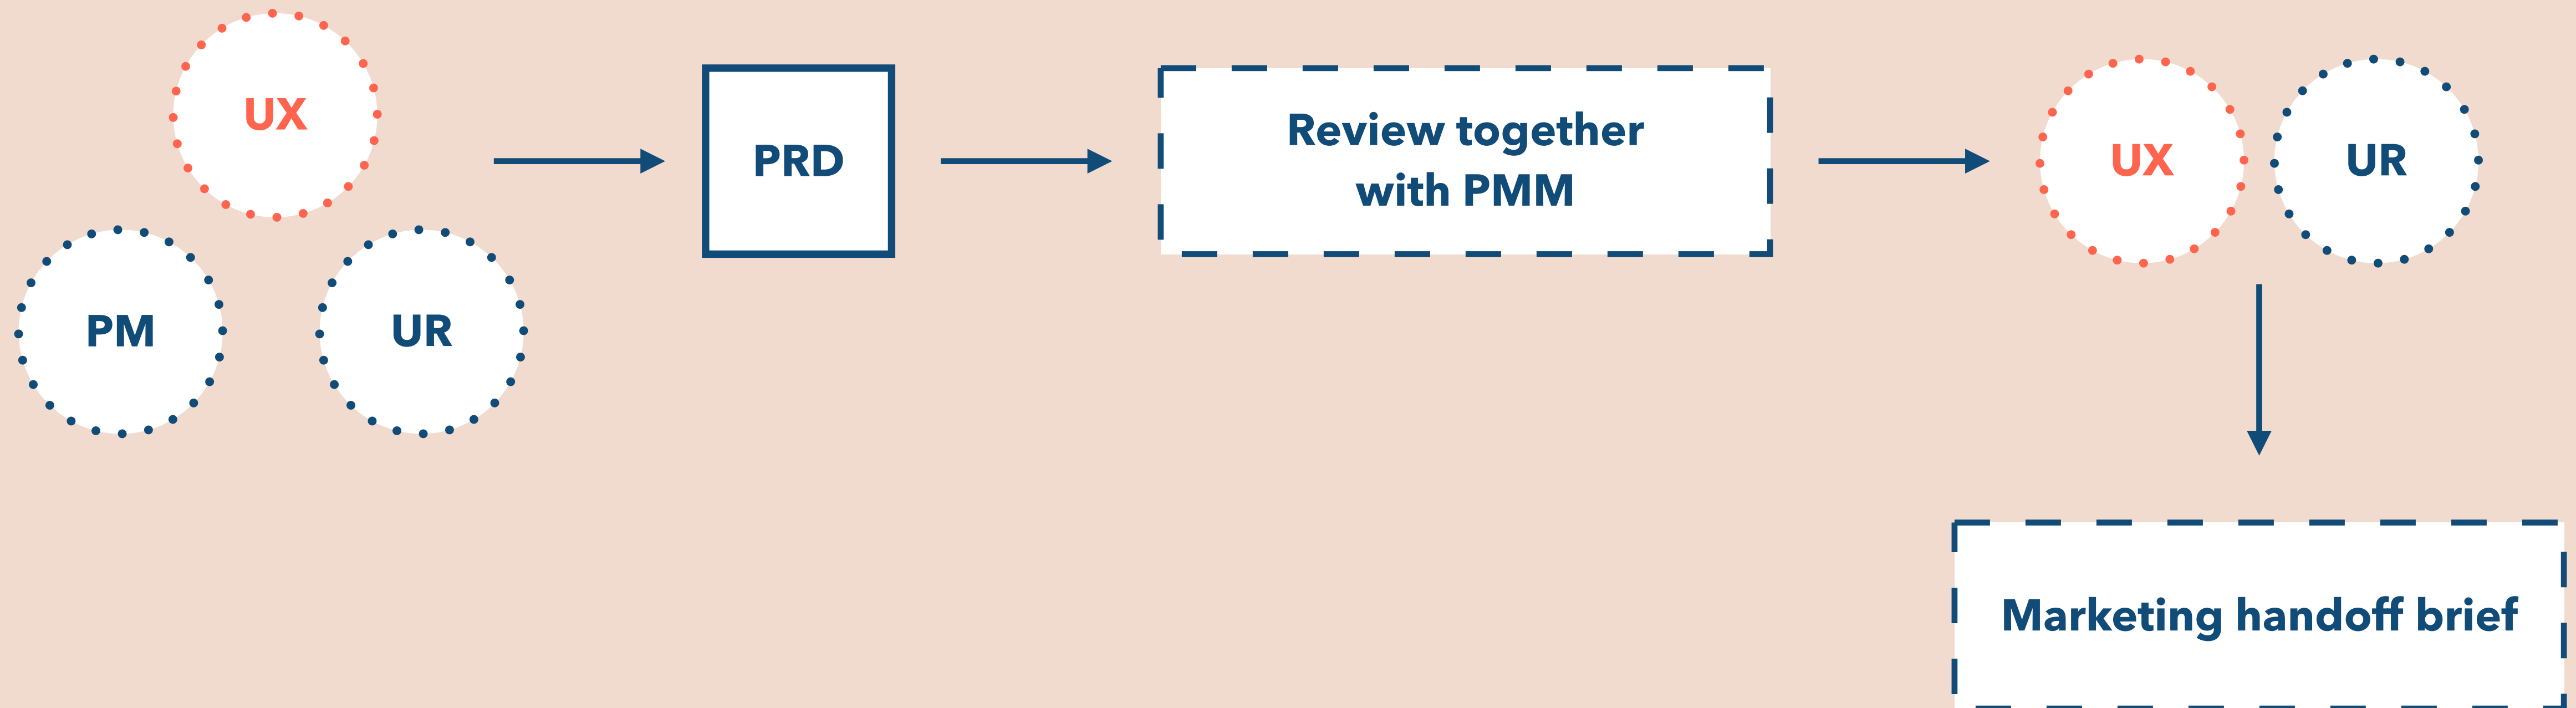 UX
PM
UR
PRD
Review together
with PMM
UX
UR
Marketing handoff brief